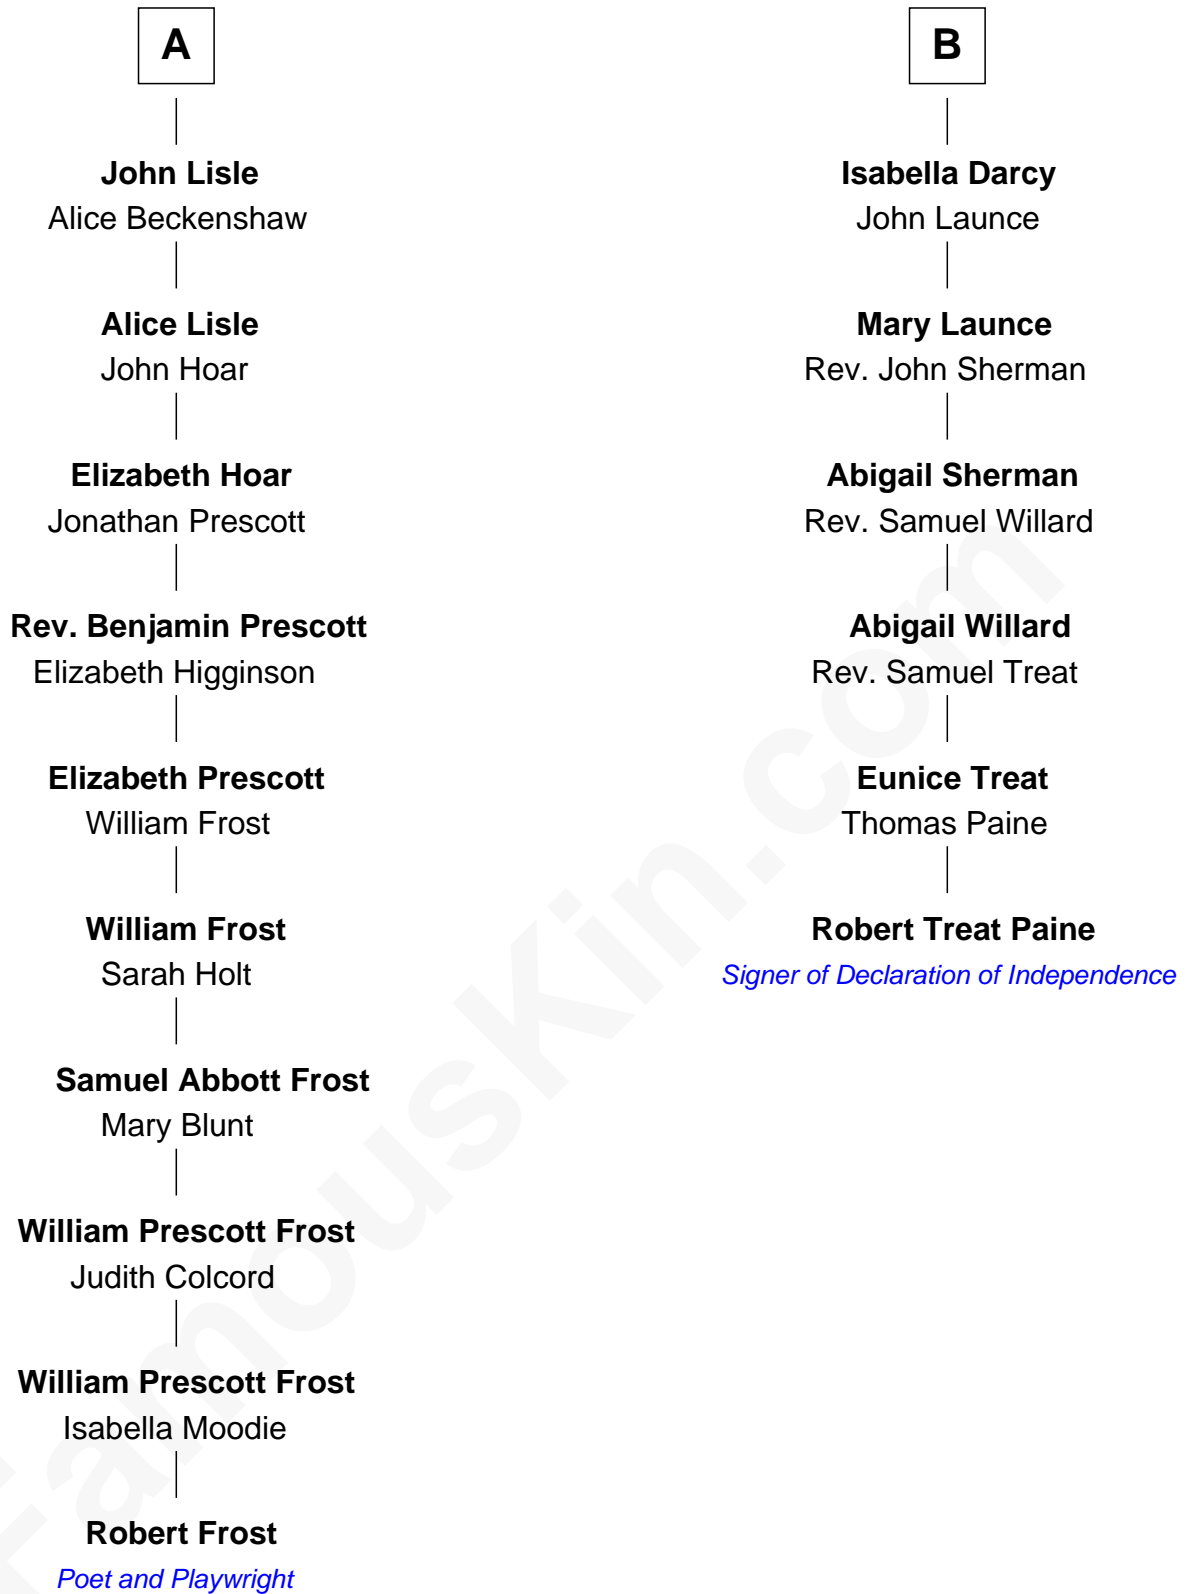 A
John Lisle
Alice Beckenshaw
Alice Lisle
John Hoar
Elizabeth Hoar
Jonathan Prescott
Rev. Benjamin Prescott
Elizabeth Higginson
Elizabeth Prescott
William Frost
William Frost
Sarah Holt
Samuel Abbott Frost
Mary Blunt
William Prescott Frost
Judith Colcord
William Prescott Frost
Isabella Moodie
Robert Frost
Poet and Playwright
B
Isabella Darcy
John Launce
Mary Launce
Rev. John Sherman
Abigail Sherman
Rev. Samuel Willard
Abigail Willard
Rev. Samuel Treat
Eunice Treat
Thomas Paine
Robert Treat Paine
Signer of Declaration of Independence
FamousKin.com